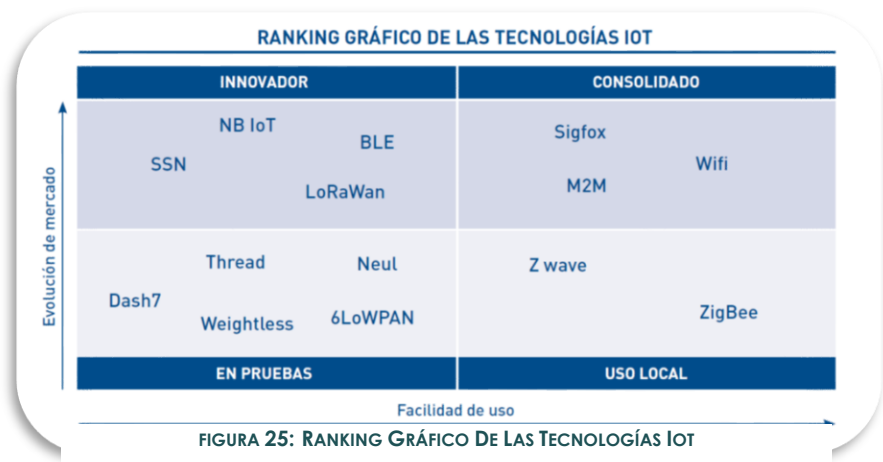 RANKING GRÁFICO DE LAS TECNOLOGÍAS IOT
INNOVADOR
CONSOLIDADO
NB IoT
BLE
SSN
LoRaWan
Sigfox
Wifi
M2M
Evolución de mercado
Thread
Neul
Dash7
Weightless
6LoWPAN
Z wave
ZigBee
EN PRUEBAS
USO LOCAL
Facilidad de uso
FIGURA 25: RANKING GRÁFICO DE LAS TECNOLOGÍAS IOT